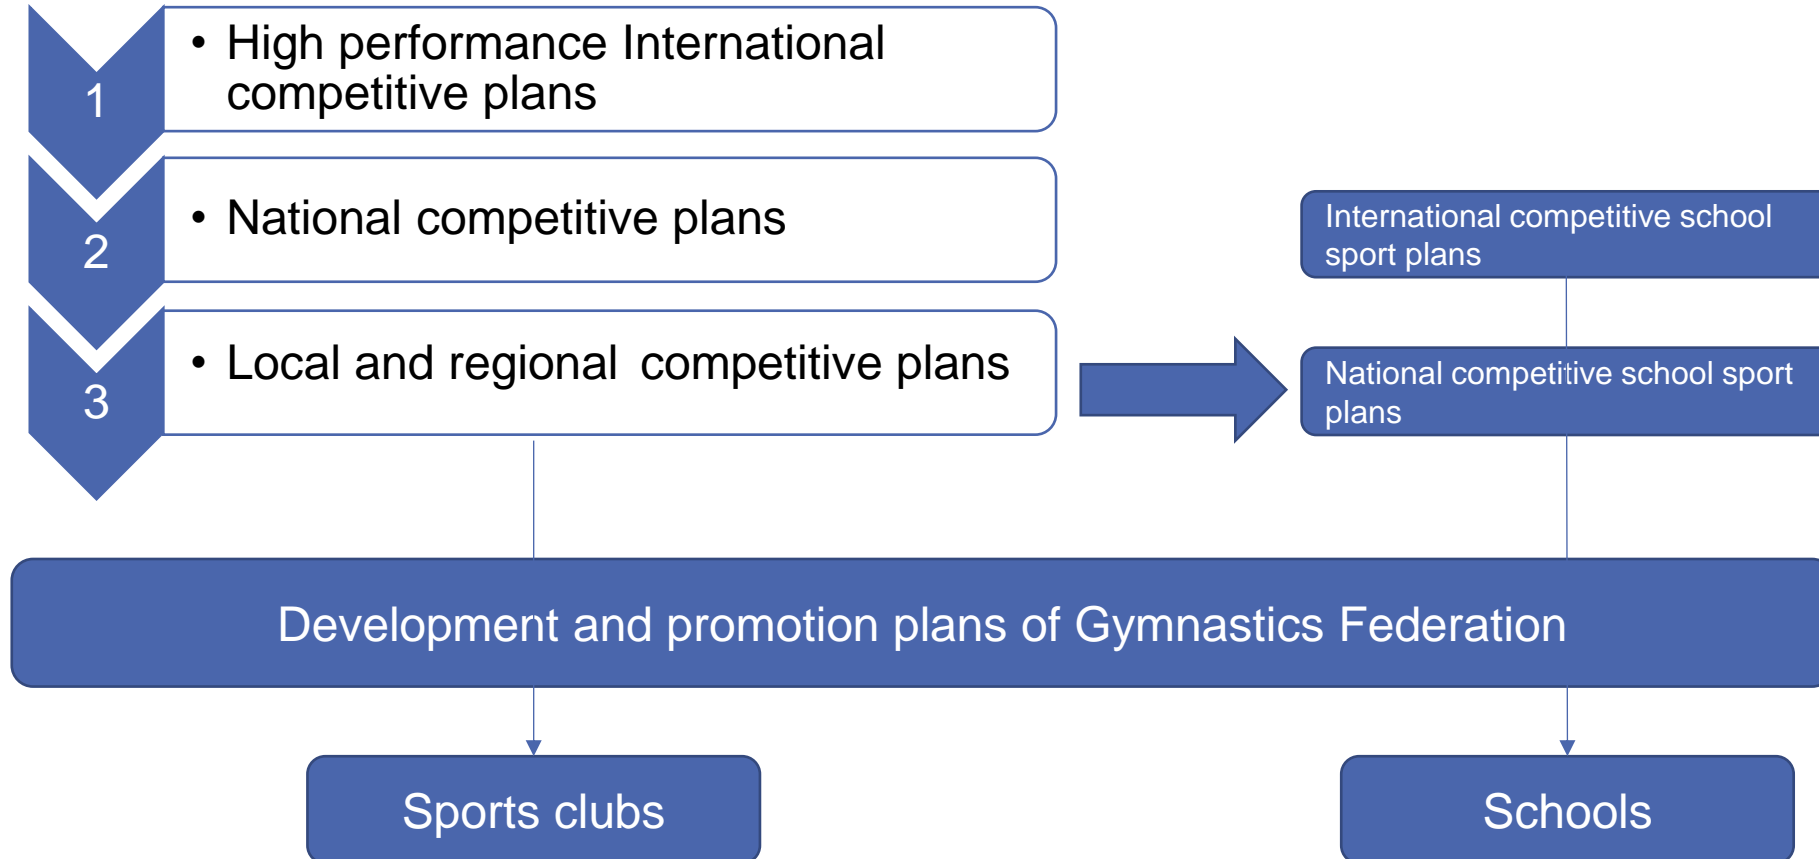 1
• High performance International
competitive plans
2
• National competitive plans
3
• Local and regional competitive plans
International competitive school
sport plans
National competitive school sport
plans
Development and promotion plans of Gymnastics Federation
Sports clubs
Schools